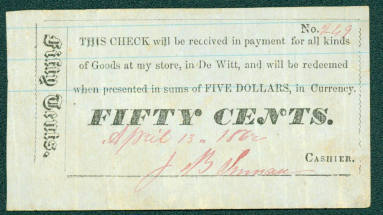 No. 469
THIS CHECK will be received in payment for all kinds
of Goods at my store, in De Witt, and will be redeemed
when presented in sums of FIVE DOLLARS, in Currency.
FIFTY CENTS.
April 13
J B
CASHIER.
Fifty Cents.